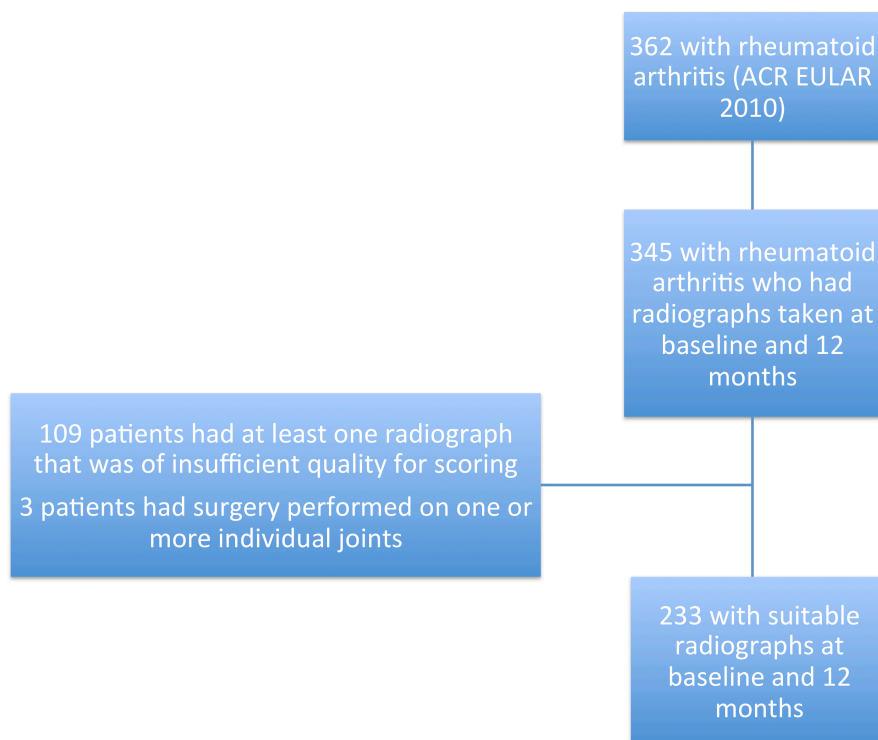 362 with rheumatoid
arthritis (ACR EULAR
2010)
345 with rheumatoid
arthritis who had
radiographs taken at
baseline and 12
months
109 patients had at least one radiograph
that was of insufficient quality for scoring
3 patients had surgery performed on one or
more individual joints
233 with suitable
radiographs at
baseline and 12
months